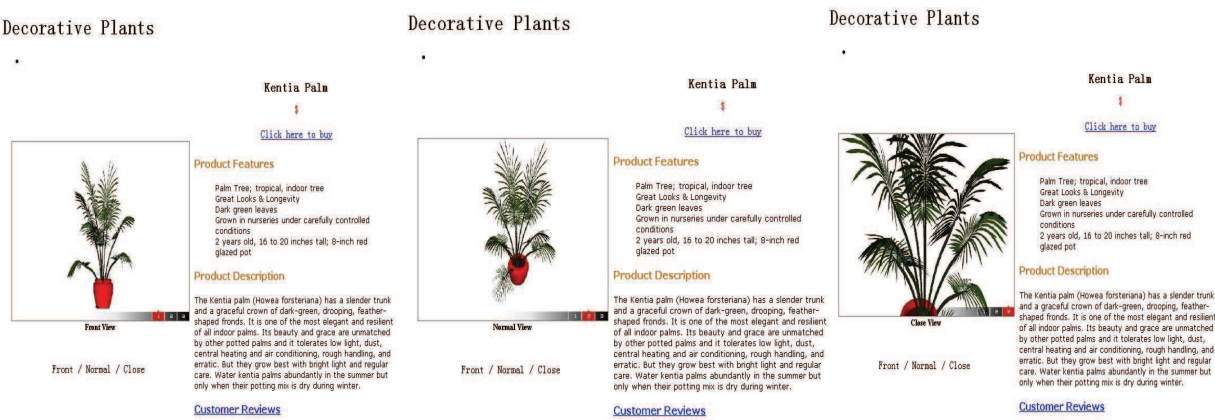 Decorative Plants
Kentia Palm
$
Click here to buy
Product Features
Palm Tree; tropical, indoor tree
Great Looks & Longevity
Dark green leaves
Grown in nurseries under carefully controlled
conditions
2 years old, 16 to 20 inches tall; 8-inch red
glazed pot
Product Description
The Kentia palm (Howea forsteriana) has a slender trunk
and a graceful crown of dark-green, drooping, feather-
shaped fronds. It is one of the most elegant and resilient
of all indoor palms. Its beauty and grace are unmatched
by other potted palms and it tolerates low light, dust,
central heating and air conditioning, rough handling, and
erratic. But they grow best with bright light and regular
care. Water kentia palms abundantly in the summer but
only when their potting mix is dry during winter.
Front View
Front / Normal / Close
Customer Reviews
Decorative Plants
Kentia Palm
$
Click here to buy
Product Features
Palm Tree; tropical, indoor tree
Great Looks & Longevity
Dark green leaves
Grown in nurseries under carefully controlled
conditions
2 years old, 16 to 20 inches tall; 8-inch red
glazed pot
Product Description
The Kentia palm (Howea forsteriana) has a slender trunk
and a graceful crown of dark-green, drooping, feather-
shaped fronds. It is one of the most elegant and resilient
of all indoor palms. Its beauty and grace are unmatched
by other potted palms and it tolerates low light, dust,
central heating and air conditioning, rough handling, and
erratic. But they grow best with bright light and regular
care. Water kentia palms abundantly in the summer but
only when their potting mix is dry during winter.
Normal View
Front / Normal / Close
Customer Reviews
Decorative Plants
Kentia Palm
$
Click here to buy
Product Features
Palm Tree; tropical, indoor tree
Great Looks & Longevity
Dark green leaves
Grown in nurseries under carefully controlled
conditions
2 years old, 16 to 20 inches tall; 8-inch red
glazed pot
Product Description
The Kentia palm (Howea forsteriana) has a slender trunk
and a graceful crown of dark-green, drooping, feather-
shaped fronds. It is one of the most elegant and resilient
of all indoor palms. Its beauty and grace are unmatched
by other potted palms and it tolerates low light, dust,
central heating and air conditioning, rough handling, and
erratic. But they grow best with bright light and regular
care. Water kentia palms abundantly in the summer but
only when their potting mix is dry during winter.
Close View
Front / Normal / Close
Customer Reviews